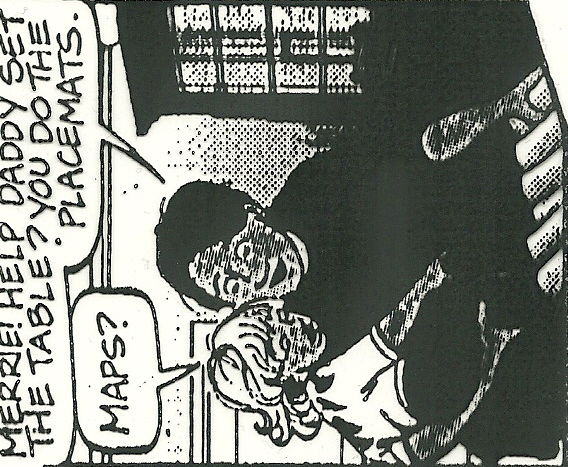 MERRIE! HELP DADDY SET
THE TABLE? YOU DO THE
PLACEMATS.
MAPS?